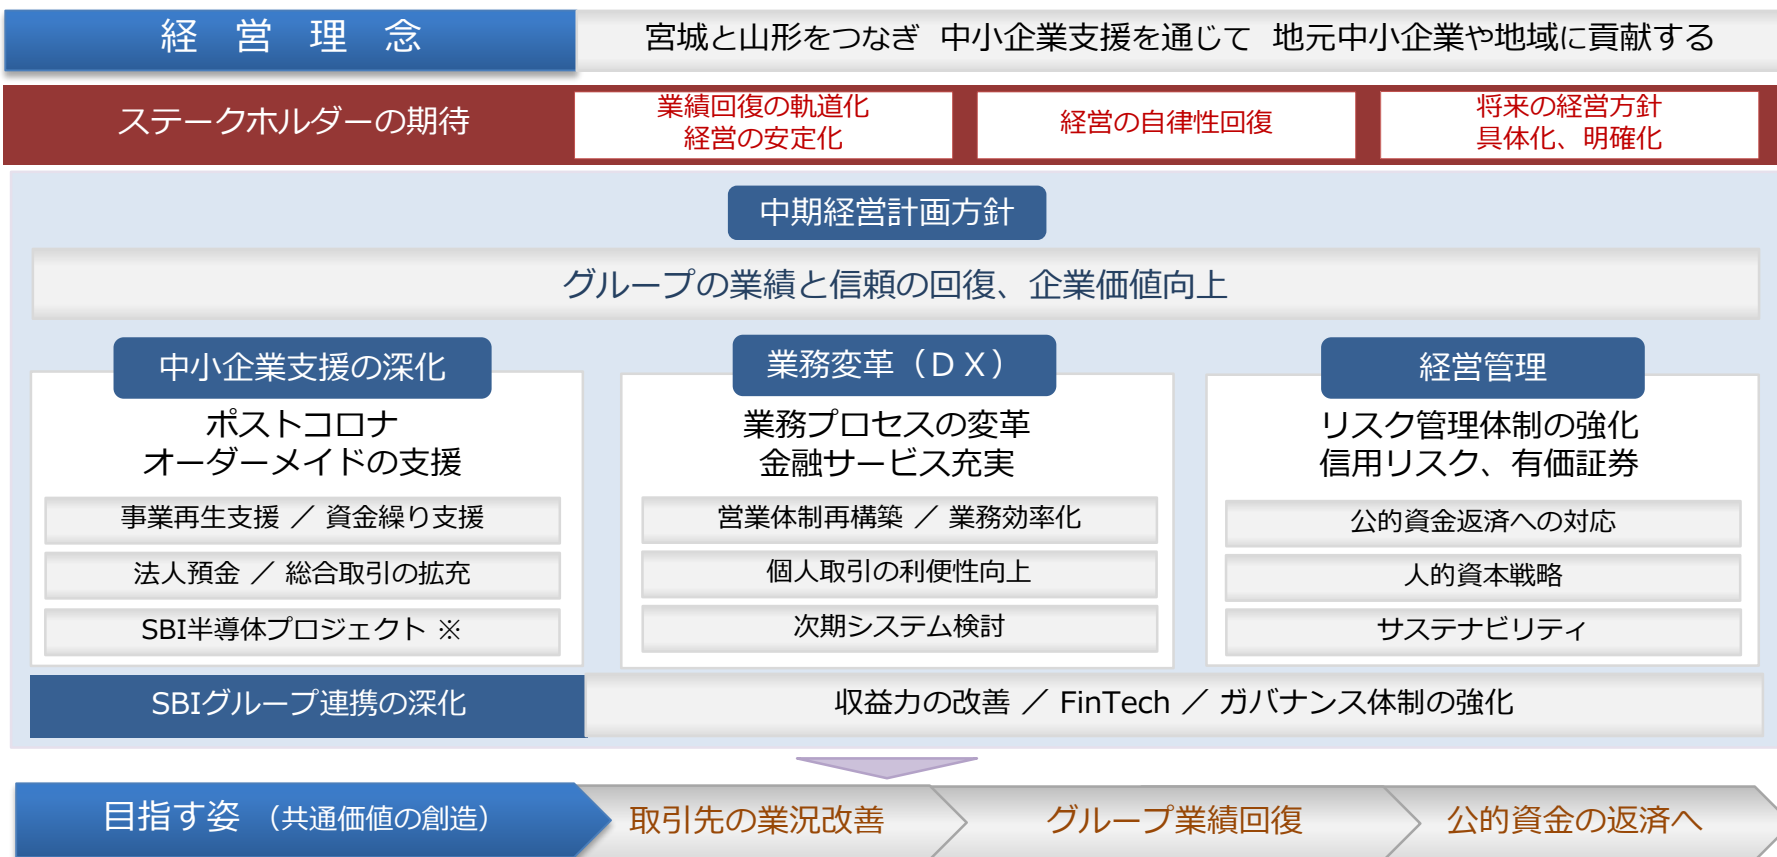 経 営 理 念
宮城と山形をつなぎ 中小企業支援を通じて 地元中小企業や地域に貢献する
ステークホルダーの期待
業績回復の軌道化
経営の安定化
経営の自律性回復
将来の経営方針
具体化、明確化
中期経営計画方針
グループの業績と信頼の回復、企業価値向上
中小企業支援の深化
ポストコロナ
オーダーメイドの支援
事業再生支援 ／ 資金繰り支援
法人預金 ／ 総合取引の拡充
SBI半導体プロジェクト ※
業務変革（ＤＸ）
業務プロセスの変革
金融サービス充実
営業体制再構築 ／ 業務効率化
個人取引の利便性向上
次期システム検討
経営管理
リスク管理体制の強化
信用リスク、有価証券
公的資金返済への対応
人的資本戦略
サステナビリティ
SBIグループ連携の深化
収益力の改善 ／ FinTech ／ ガバナンス体制の強化
目指す姿 （共通価値の創造）
取引先の業況改善
グループ業績回復
公的資金の返済へ